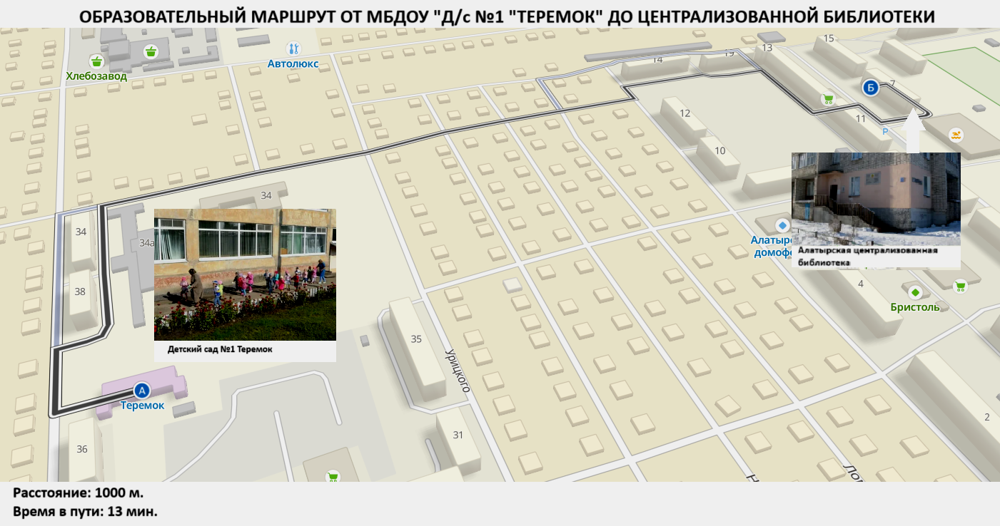 ОБРАЗОВАТЕЛЬНЫЙ МАРШРУТ ОТ МБДОУ "Д/с №1 "ТЕРЕМОК" ДО ЦЕНТРАЛИЗОВАННОЙ БИБЛИОТЕКИ
15
13
19
14
Автолюкс
Хлебозавод
Б
7
12
11
P
10
34
34
34а
Алатырс
домофо
Алатырская централизованная
библиотека
38
4
Бристоль
35
Детский сад №1 Теремок
Урицкого
А
Теремок
2
31
36
Расстояние: 1000 м.
Время в пути: 13 мин.